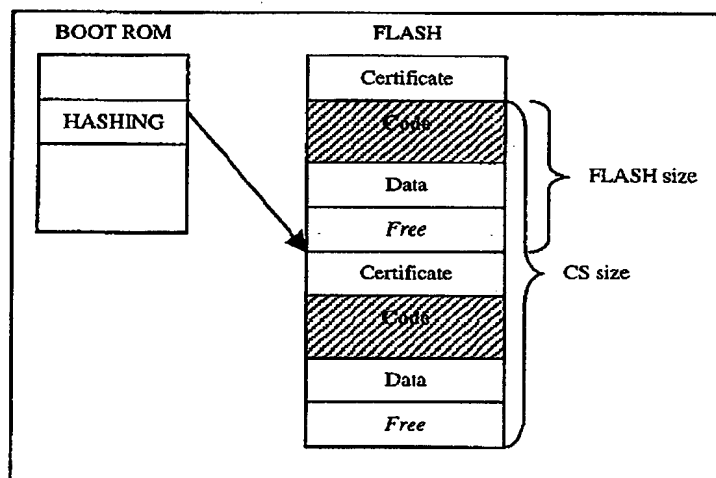 BOOT ROM
FLASH
HASHING
Certificate
Code
Data
Free
Certificate
Code
Data
Free
FLASH size
CS size